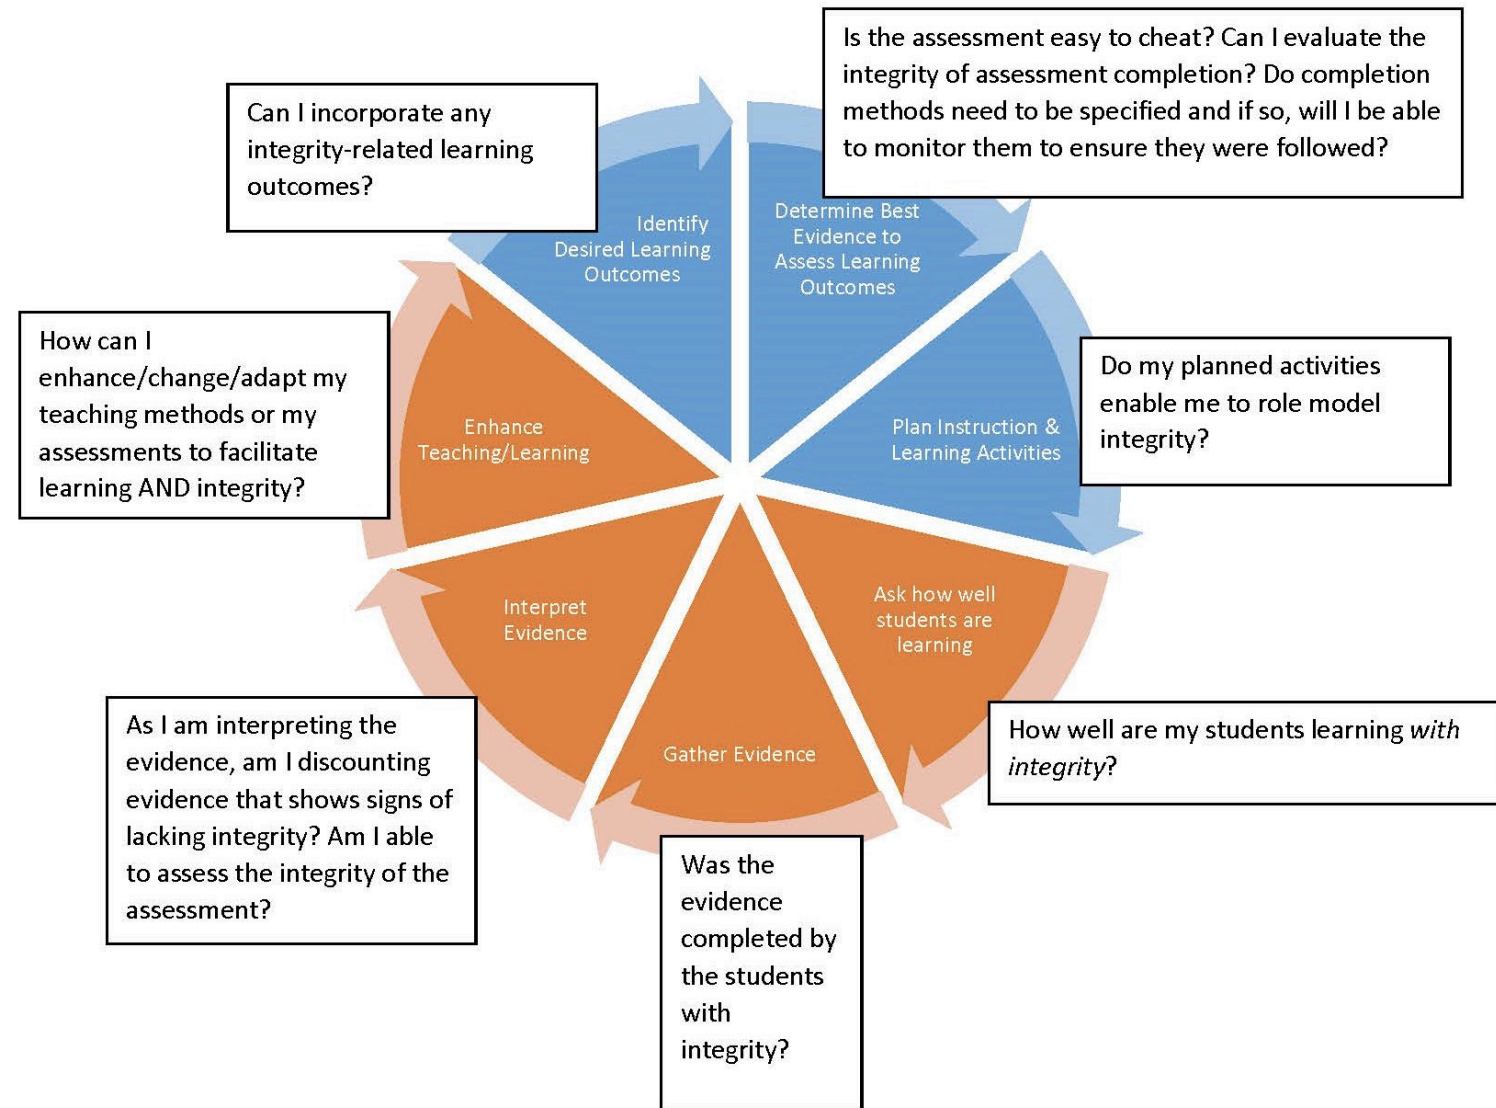 Is the assessment easy to cheat? Can I evaluate the
integrity of assessment completion? Do completion
methods need to be specified and if so, will I be able
to monitor them to ensure they were followed?
Can I incorporate any
integrity-related learning
outcomes?
Identify
Desired Learning
Outcomes
Determine Best
Evidence to
Assess Learning
Outcomes
How can I
enhance/change/adapt my
teaching methods or my
assessments to facilitate
learning AND integrity?
Enhance
Teaching/Learning
Plan Instruction &
Learning Activities
Do my planned activities
enable me to role model
integrity?
Interpret
Evidence
Ask how well
students are
learning
As I am interpreting the
evidence, am I discounting
evidence that shows signs of
lacking integrity? Am I able
to assess the integrity of the
assessment?
Gather Evidence
How well are my students learning with
integrity?
Was the
evidence
completed by
the students
with
integrity?